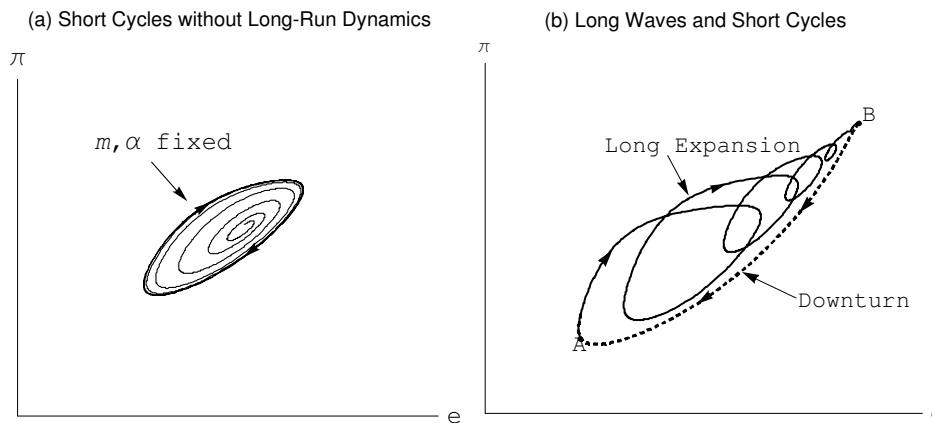 (a) Short Cycles without Long-Run Dynamics
π
m, α fixed
e
(b) Long Waves and Short Cycles
π
B
Long Expansion
Downturn
A